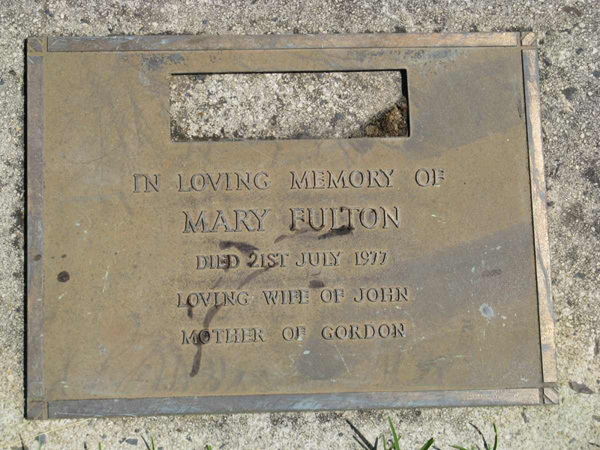 IN LOVING MEMORY OF
MARY FULTON
DIED 21ST JULY 1977
LOVING WIFE OF JOHN
MOTHER OF GORDON